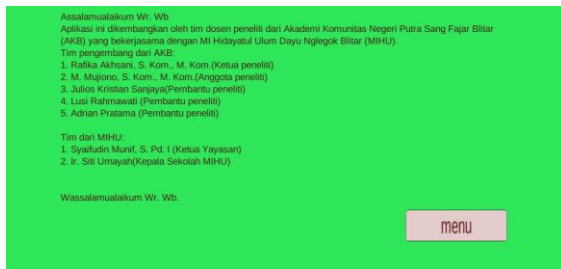 Assalamualaikum Wr. Wb
Aplikasi ini dikembangkan oleh tim dosen peneliti dari Akademi Komunitas Negeri Putra Sang Fajar Blitar
(AKB) yang bekerjasama dengan MI Hidayatul Ulum Dayu Nglegok Blitar (MIHU).
Tim pengembang dari AKB:
1. Rafika Akhsani, S. Kom., M. Kom.(Ketua peneliti)
2. M. Mujiono, S. Kom., M. Kom.(Anggota peneliti)
3. Julios Kristian Sanjaya(Pembantu peneliti)
4. Lusi Rahmawati (Pembantu peneliti)
5. Adrian Pratama (Pembantu peneliti)
Tim dari MIHU:
1. Syaifudin Munif, S. Pd. I (Ketua Yayasan)
2. Ir. Siti Umayah(Kepala Sekolah MIHU)
Wassalamualaikum Wr. Wb.
menu